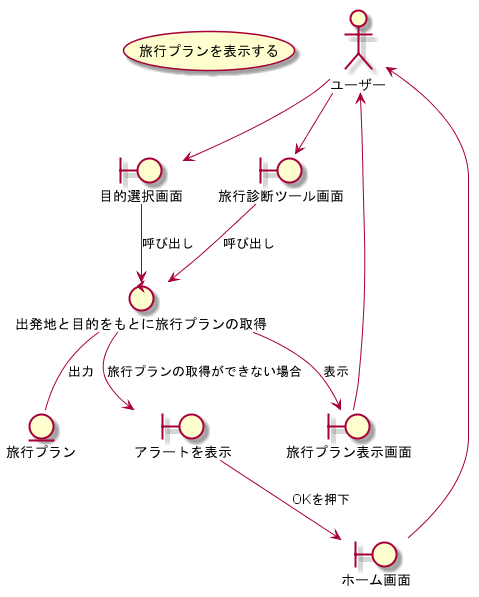 旅行プランを表示する
ユーザー
目的選択画面
旅行診断ツール画面
呼び出し
呼び出し
出発地と目的をもとに旅行プランの取得
出力
旅行プランの取得ができない場合
表示
旅行プラン
アラートを表示
旅行プラン表示画面
OKを押下
ホーム画面